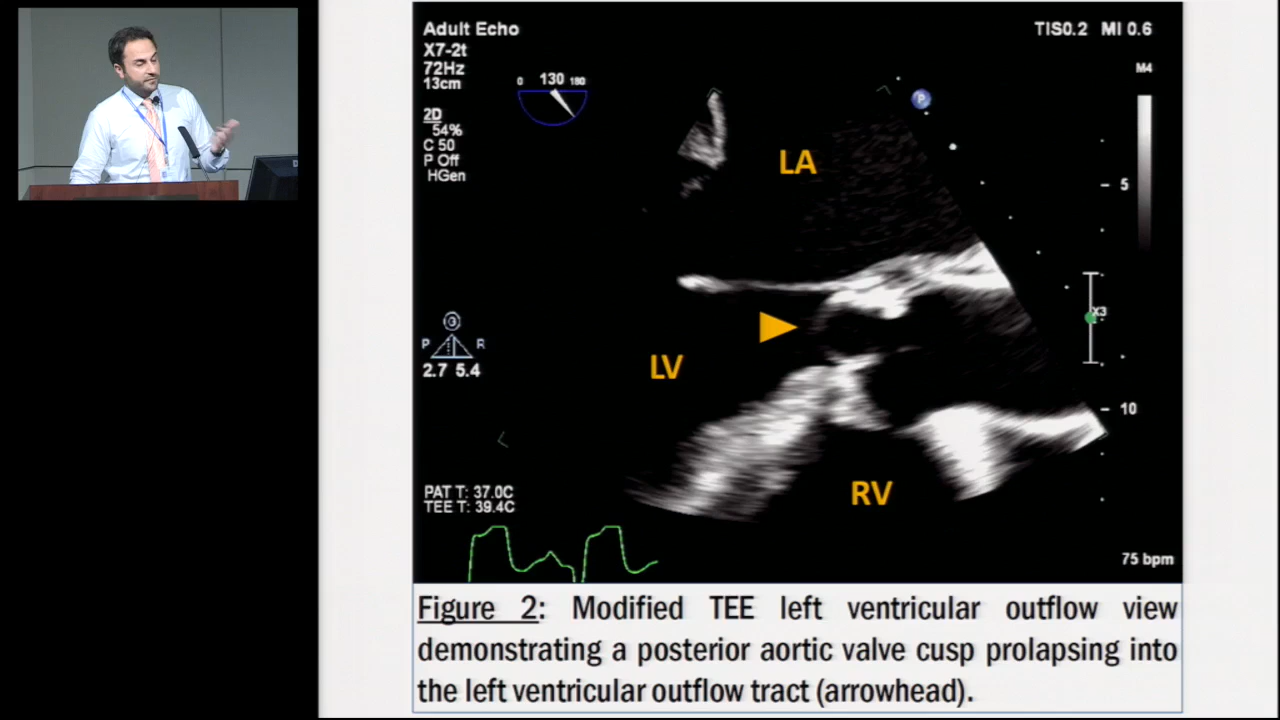 Adult Echo
X7-2t
72Hz
13cm
2D
54%
C 50
P Off
HGen
0 130 180
TIS0.2 MI 0.6
M4
P
LA
5
X3
G
P R
2.7 5.4
LV
10
RV
PAT T: 37.0C
TEE T: 39.4C
75 bpm
Figure 2: Modified TEE left ventricular outflow view
demonstrating a posterior aortic valve cusp prolapsing into
the left ventricular outflow tract (arrowhead).